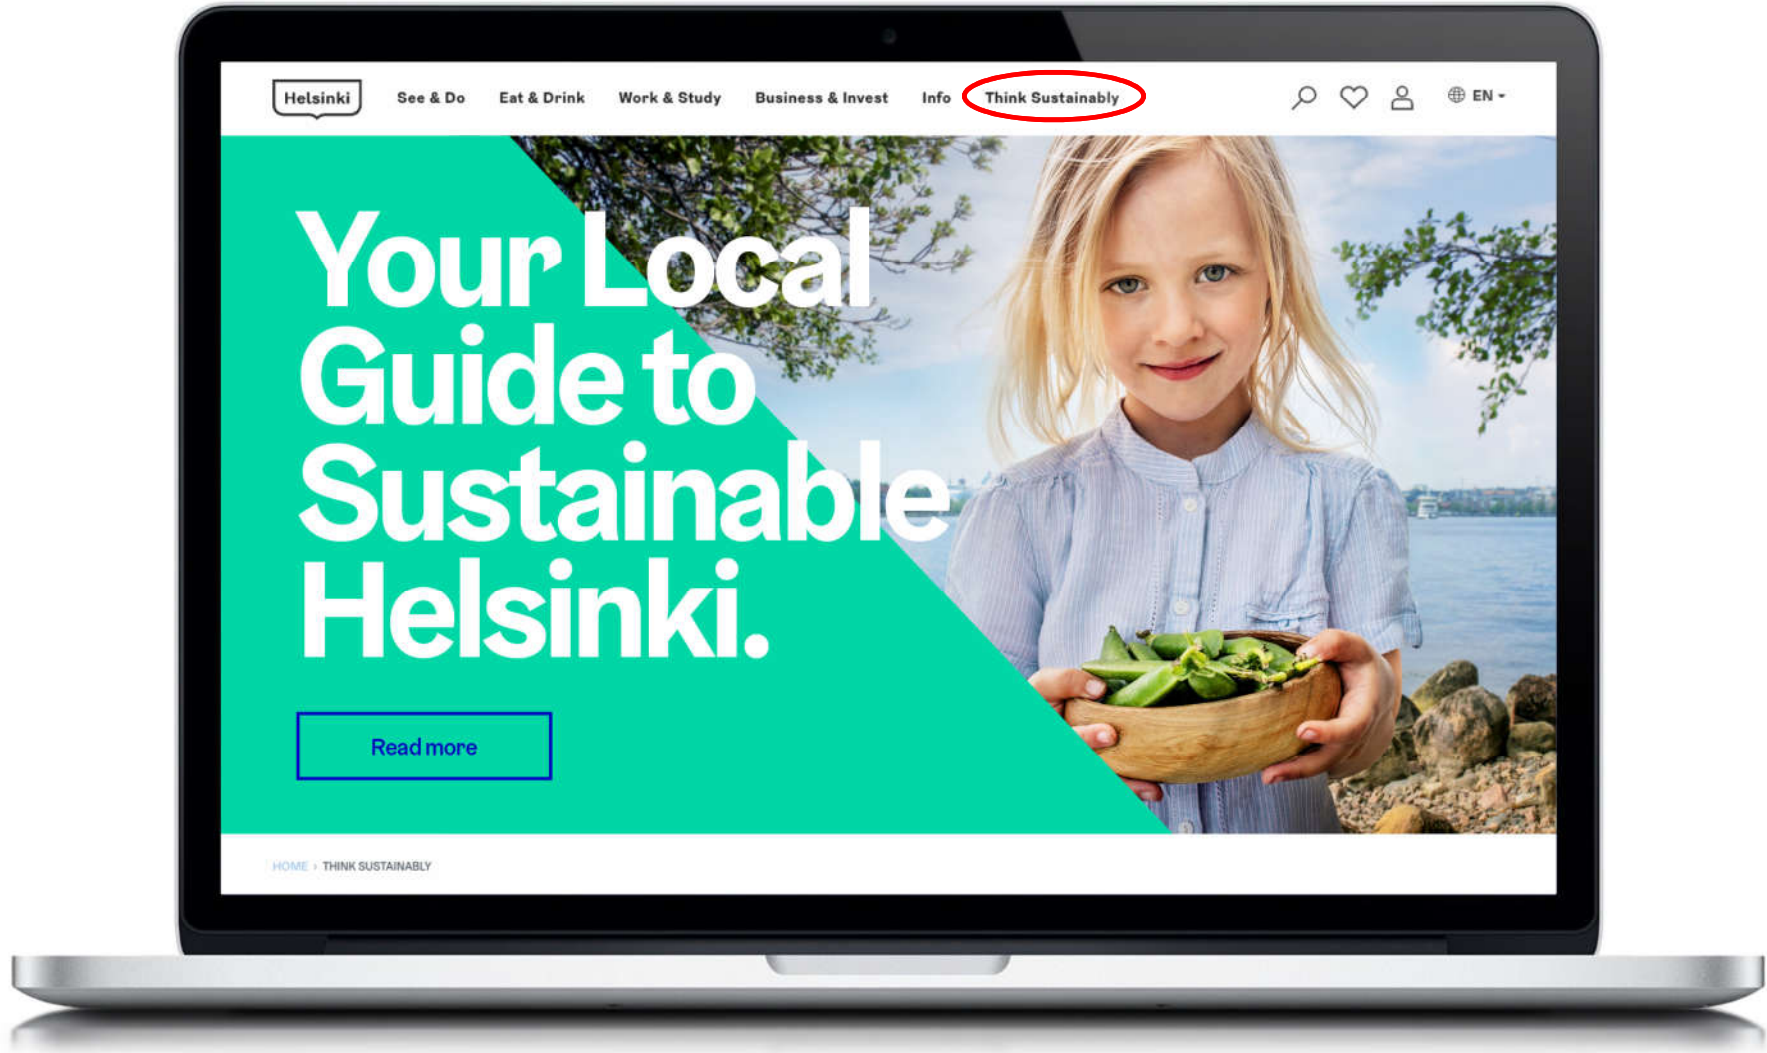 Helsinki See & Do Eat & Drink Work & Study Business & Invest Info Think Sustainably EN
Your Local
Guide to
Sustainable
Helsinki.
Read more
HOME › THINK SUSTAINABLY